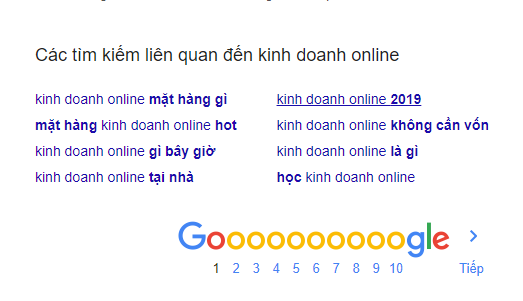 Các tìm kiếm liên quan đến kinh doanh online
kinh doanh online mặt hàng gì
mặt hàng kinh doanh online hot
kinh doanh online gì bây giờ
kinh doanh online tại nhà
kinh doanh online 2019
kinh doanh online không cần vốn
kinh doanh online là gì
học kinh doanh online
Goooooooooogle
1 2 3 4 5 6 7 8 9 10 Tiếp